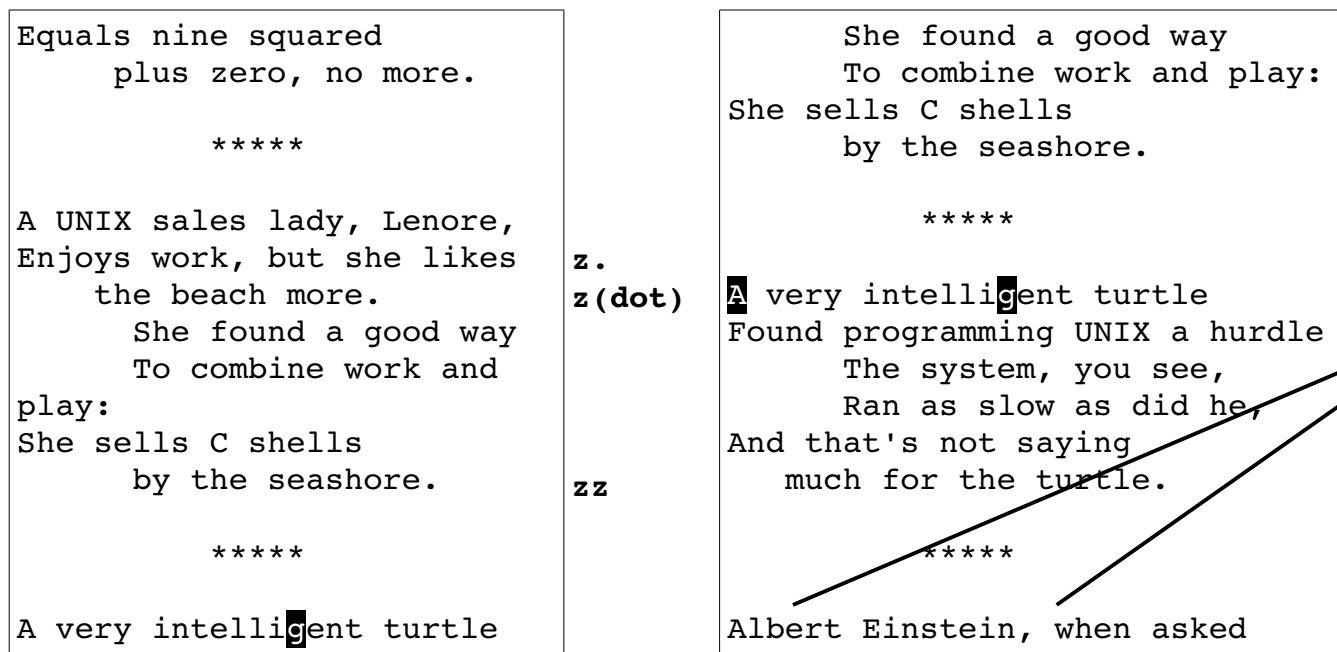 Equals nine squared
plus zero, no more.
*****
A UNIX sales lady, Lenore,
Enjoys work, but she likes
the beach more.
She found a good way
To combine work and
play:
She sells C shells
by the seashore.
*****
A very intelligent turtle
z.
z(dot)
zz
She found a good way
To combine work and play:
She sells C shells
by the seashore.
*****
A very intelligent turtle
Found programming UNIX a hurdle
The system, you see,
Ran as slow as did he,
And that's not saying
much for the turtle.
*****
Albert Einstein, when asked